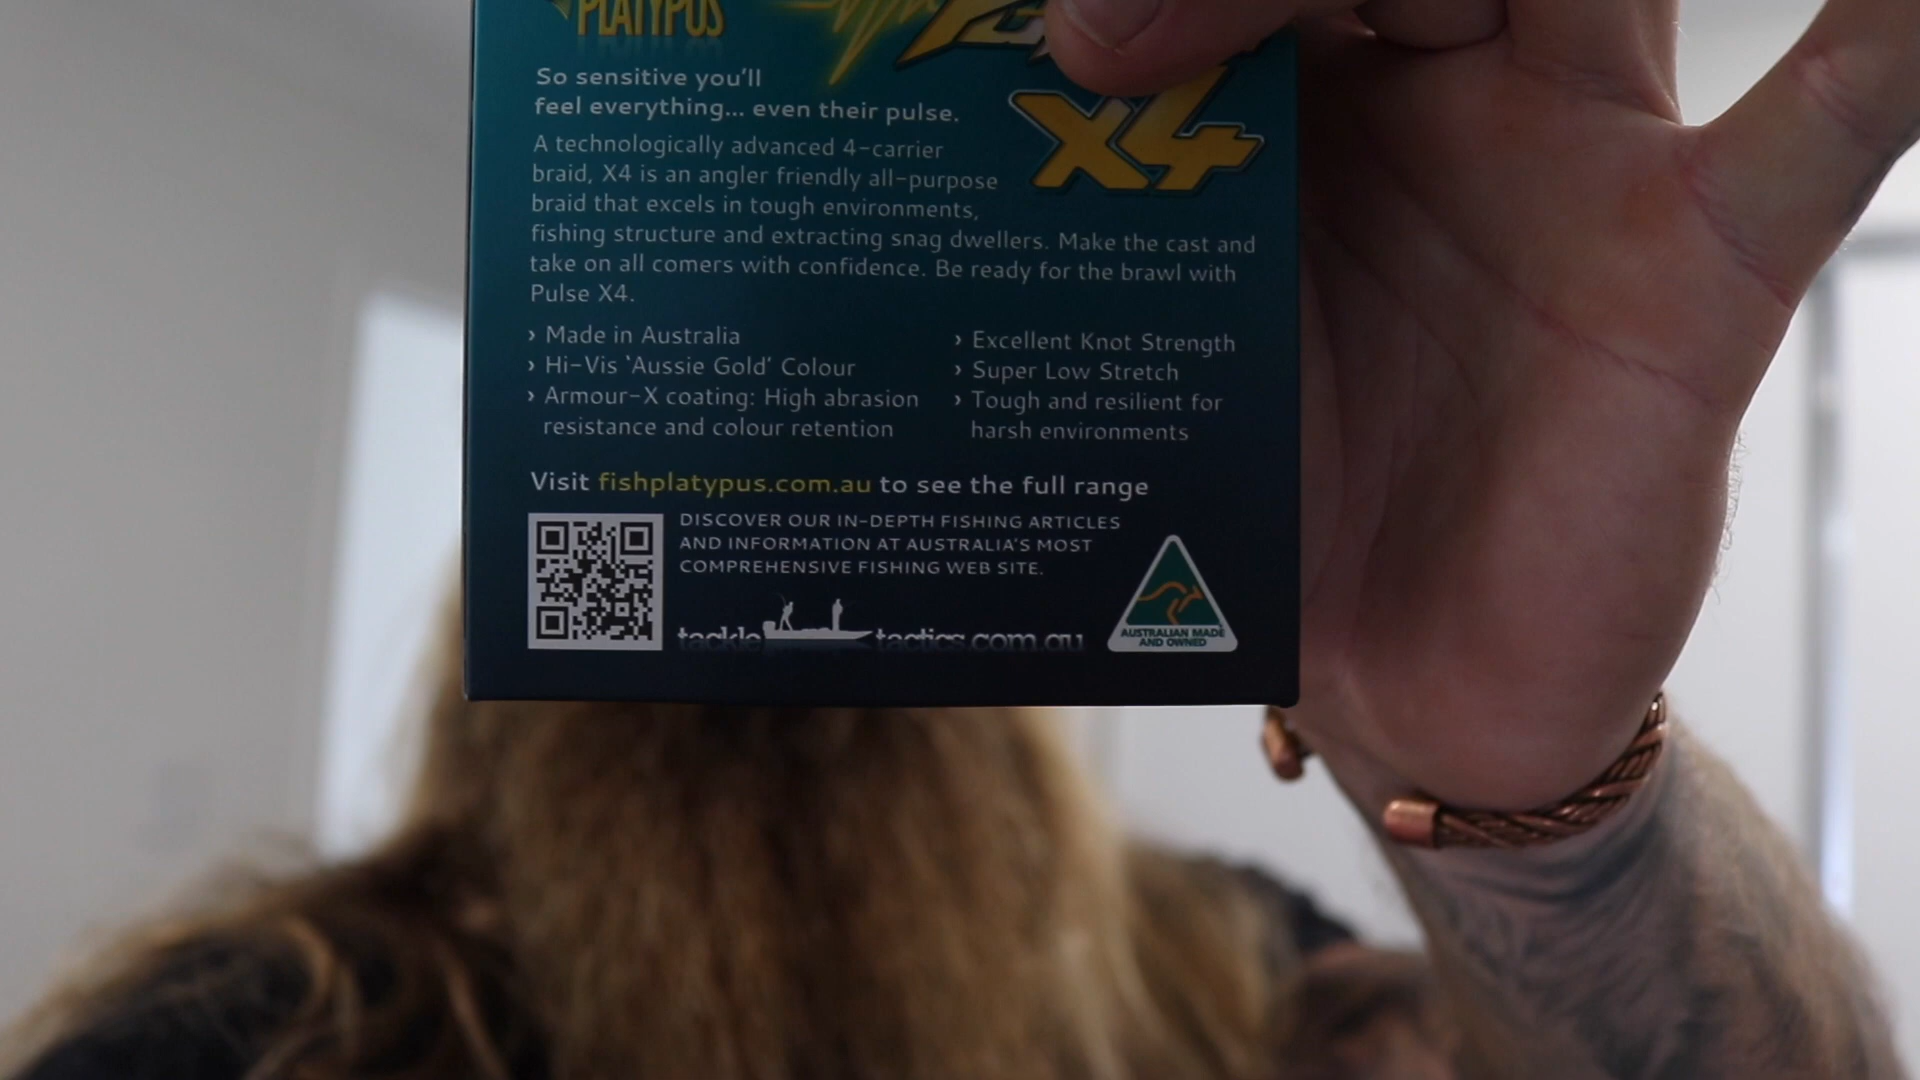 PLATYPUS
X4
So sensitive you'll
feel everything... even their pulse.
A technologically advanced 4-carrier
braid, X4 is an angler friendly all-purpose
braid that excels in tough environments,
fishing structure and extracting snag dwellers. Make the cast and
take on all comers with confidence. Be ready for the brawl with
Pulse X4.
› Made in Australia
› Hi-Vis 'Aussie Gold' Colour
› Armour-X coating: High abrasion
resistance and colour retention
› Excellent Knot Strength
› Super Low Stretch
› Tough and resilient for
harsh environments
Visit fishplatypus.com.au to see the full range
DISCOVER OUR IN-DEPTH FISHING ARTICLES
AND INFORMATION AT AUSTRALIA'S MOST
COMPREHENSIVE FISHING WEB SITE.
tackle tactics.com.au
AUSTRALIAN MADE
AND OWNED